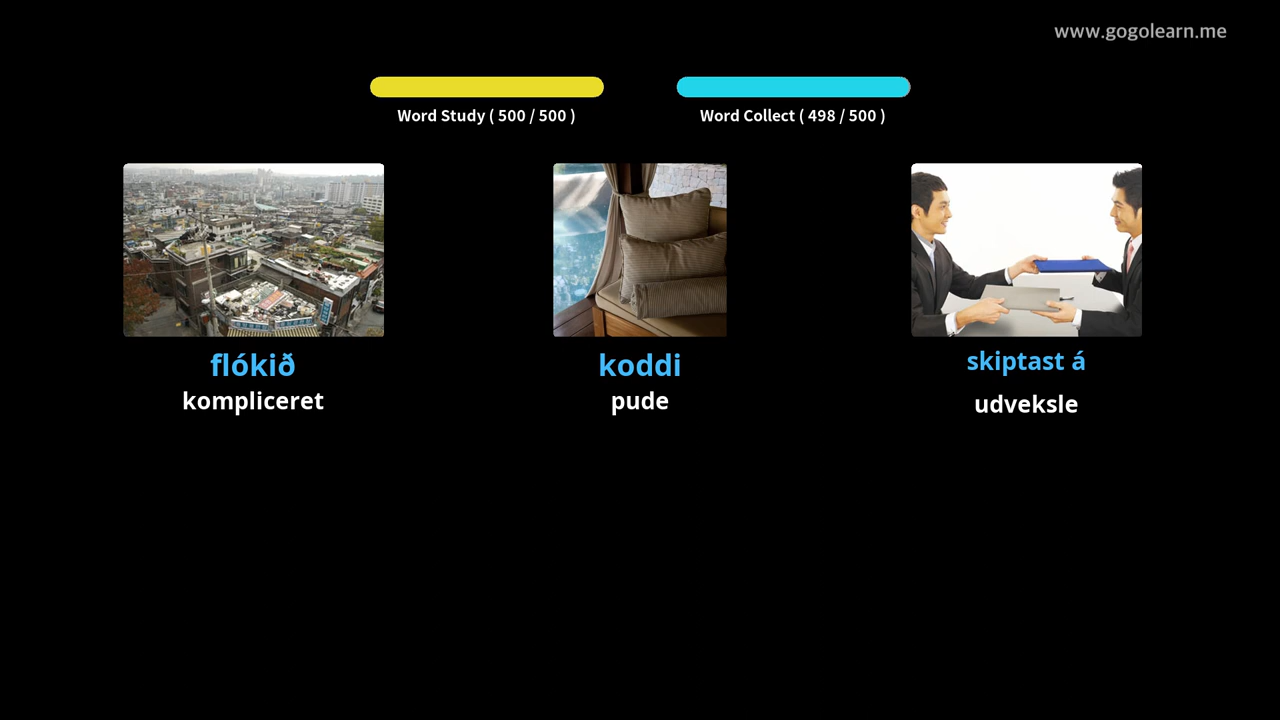 www.gogolearn.me
Word Study ( 500 / 500 )
Word Collect ( 498 / 500 )
flókið
kompliceret
koddi
pude
skiptast á
udveksle